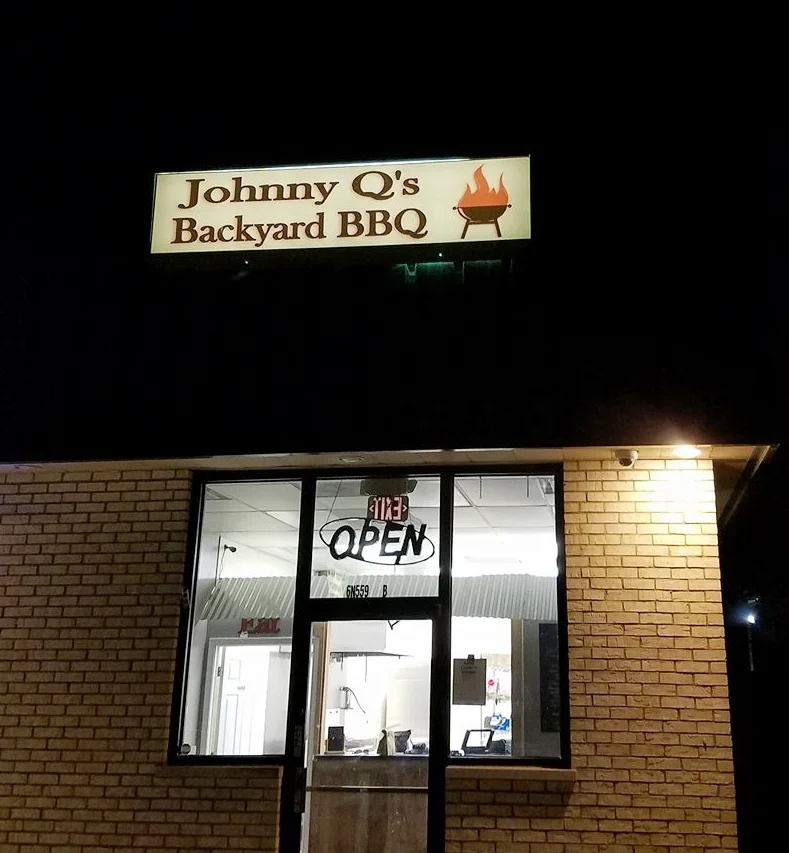 Johnny Q's
Backyard BBQ
EXIT
OPEN
6N559 B